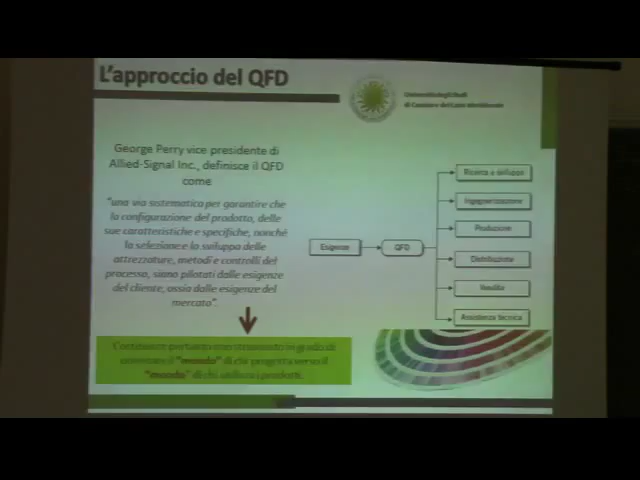 L'approccio del QFD
Università degli Studi
di Cassino e del Lazio Meridionale
George Perry vice presidente di
Allied-Signal Inc., definisce il QFD
come
"una via sistematica per garantire che
la configurazione del prodotto, delle
sue caratteristiche e specifiche, nonchè
la selezione e lo sviluppo delle
attrezzature, metodi e controlli del
processo, siano pilotati dalle esigenze
del cliente, ossia dalle esigenze del
mercato".
Esigenze
QFD
Ricerca e sviluppo
Ingegnerizzazione
Produzione
Distribuzione
Vendite
Assistenza tecnica
Costituisce pertanto uno strumento in grado di
"mondo" di chi progetta verso il
"mondo" di chi utilizza i prodotti.